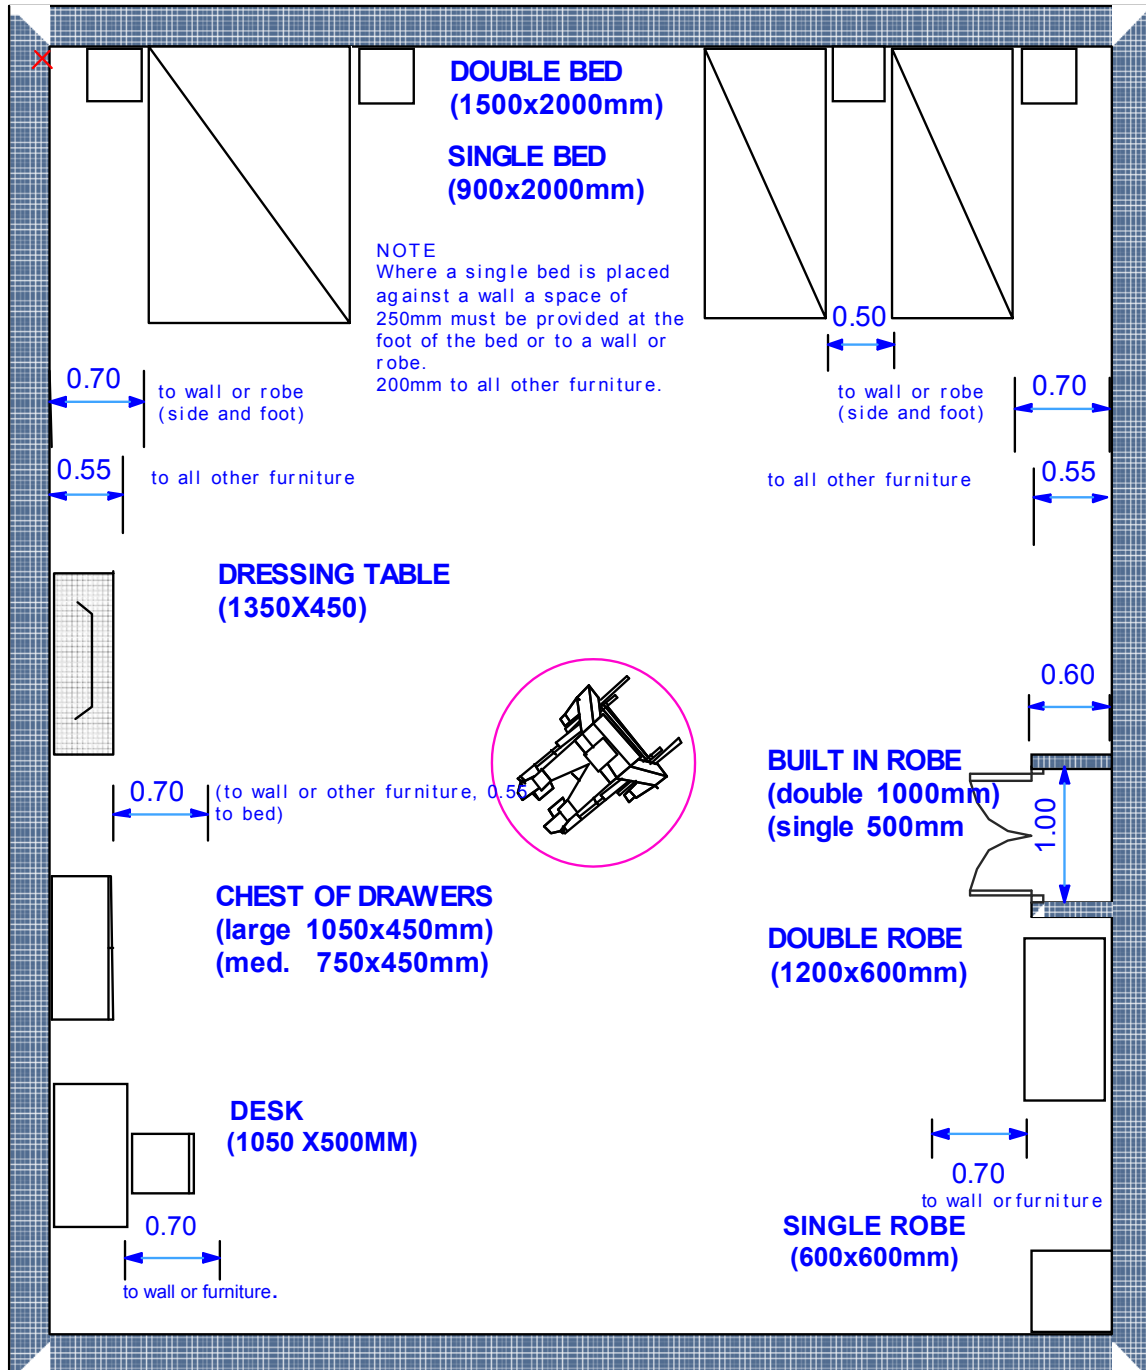 DOUBLE BED
(1500x2000mm)
SINGLE BED
(900x2000mm)
NOTE
Where a single bed is placed
against a wall a space of
250mm must be provided at the
foot of the bed or to a wall or
robe.
200mm to all other furniture.
0.50
0.70
to wall or robe
(side and foot)
to wall or robe
(side and foot)
0.70
0.55
to all other furniture
to all other furniture
0.55
DRESSING TABLE
(1350X450)
0.60
BUILT IN ROBE
(double 1000mm)
(single 500mm
1.00
0.70
(to wall or other furniture, 0.55
to bed)
CHEST OF DRAWERS
(large 1050x450mm)
(med. 750x450mm)
DOUBLE ROBE
(1200x600mm)
DESK
(1050 X500MM)
0.70
to wall or furniture
0.70
to wall or furniture.
SINGLE ROBE
(600x600mm)